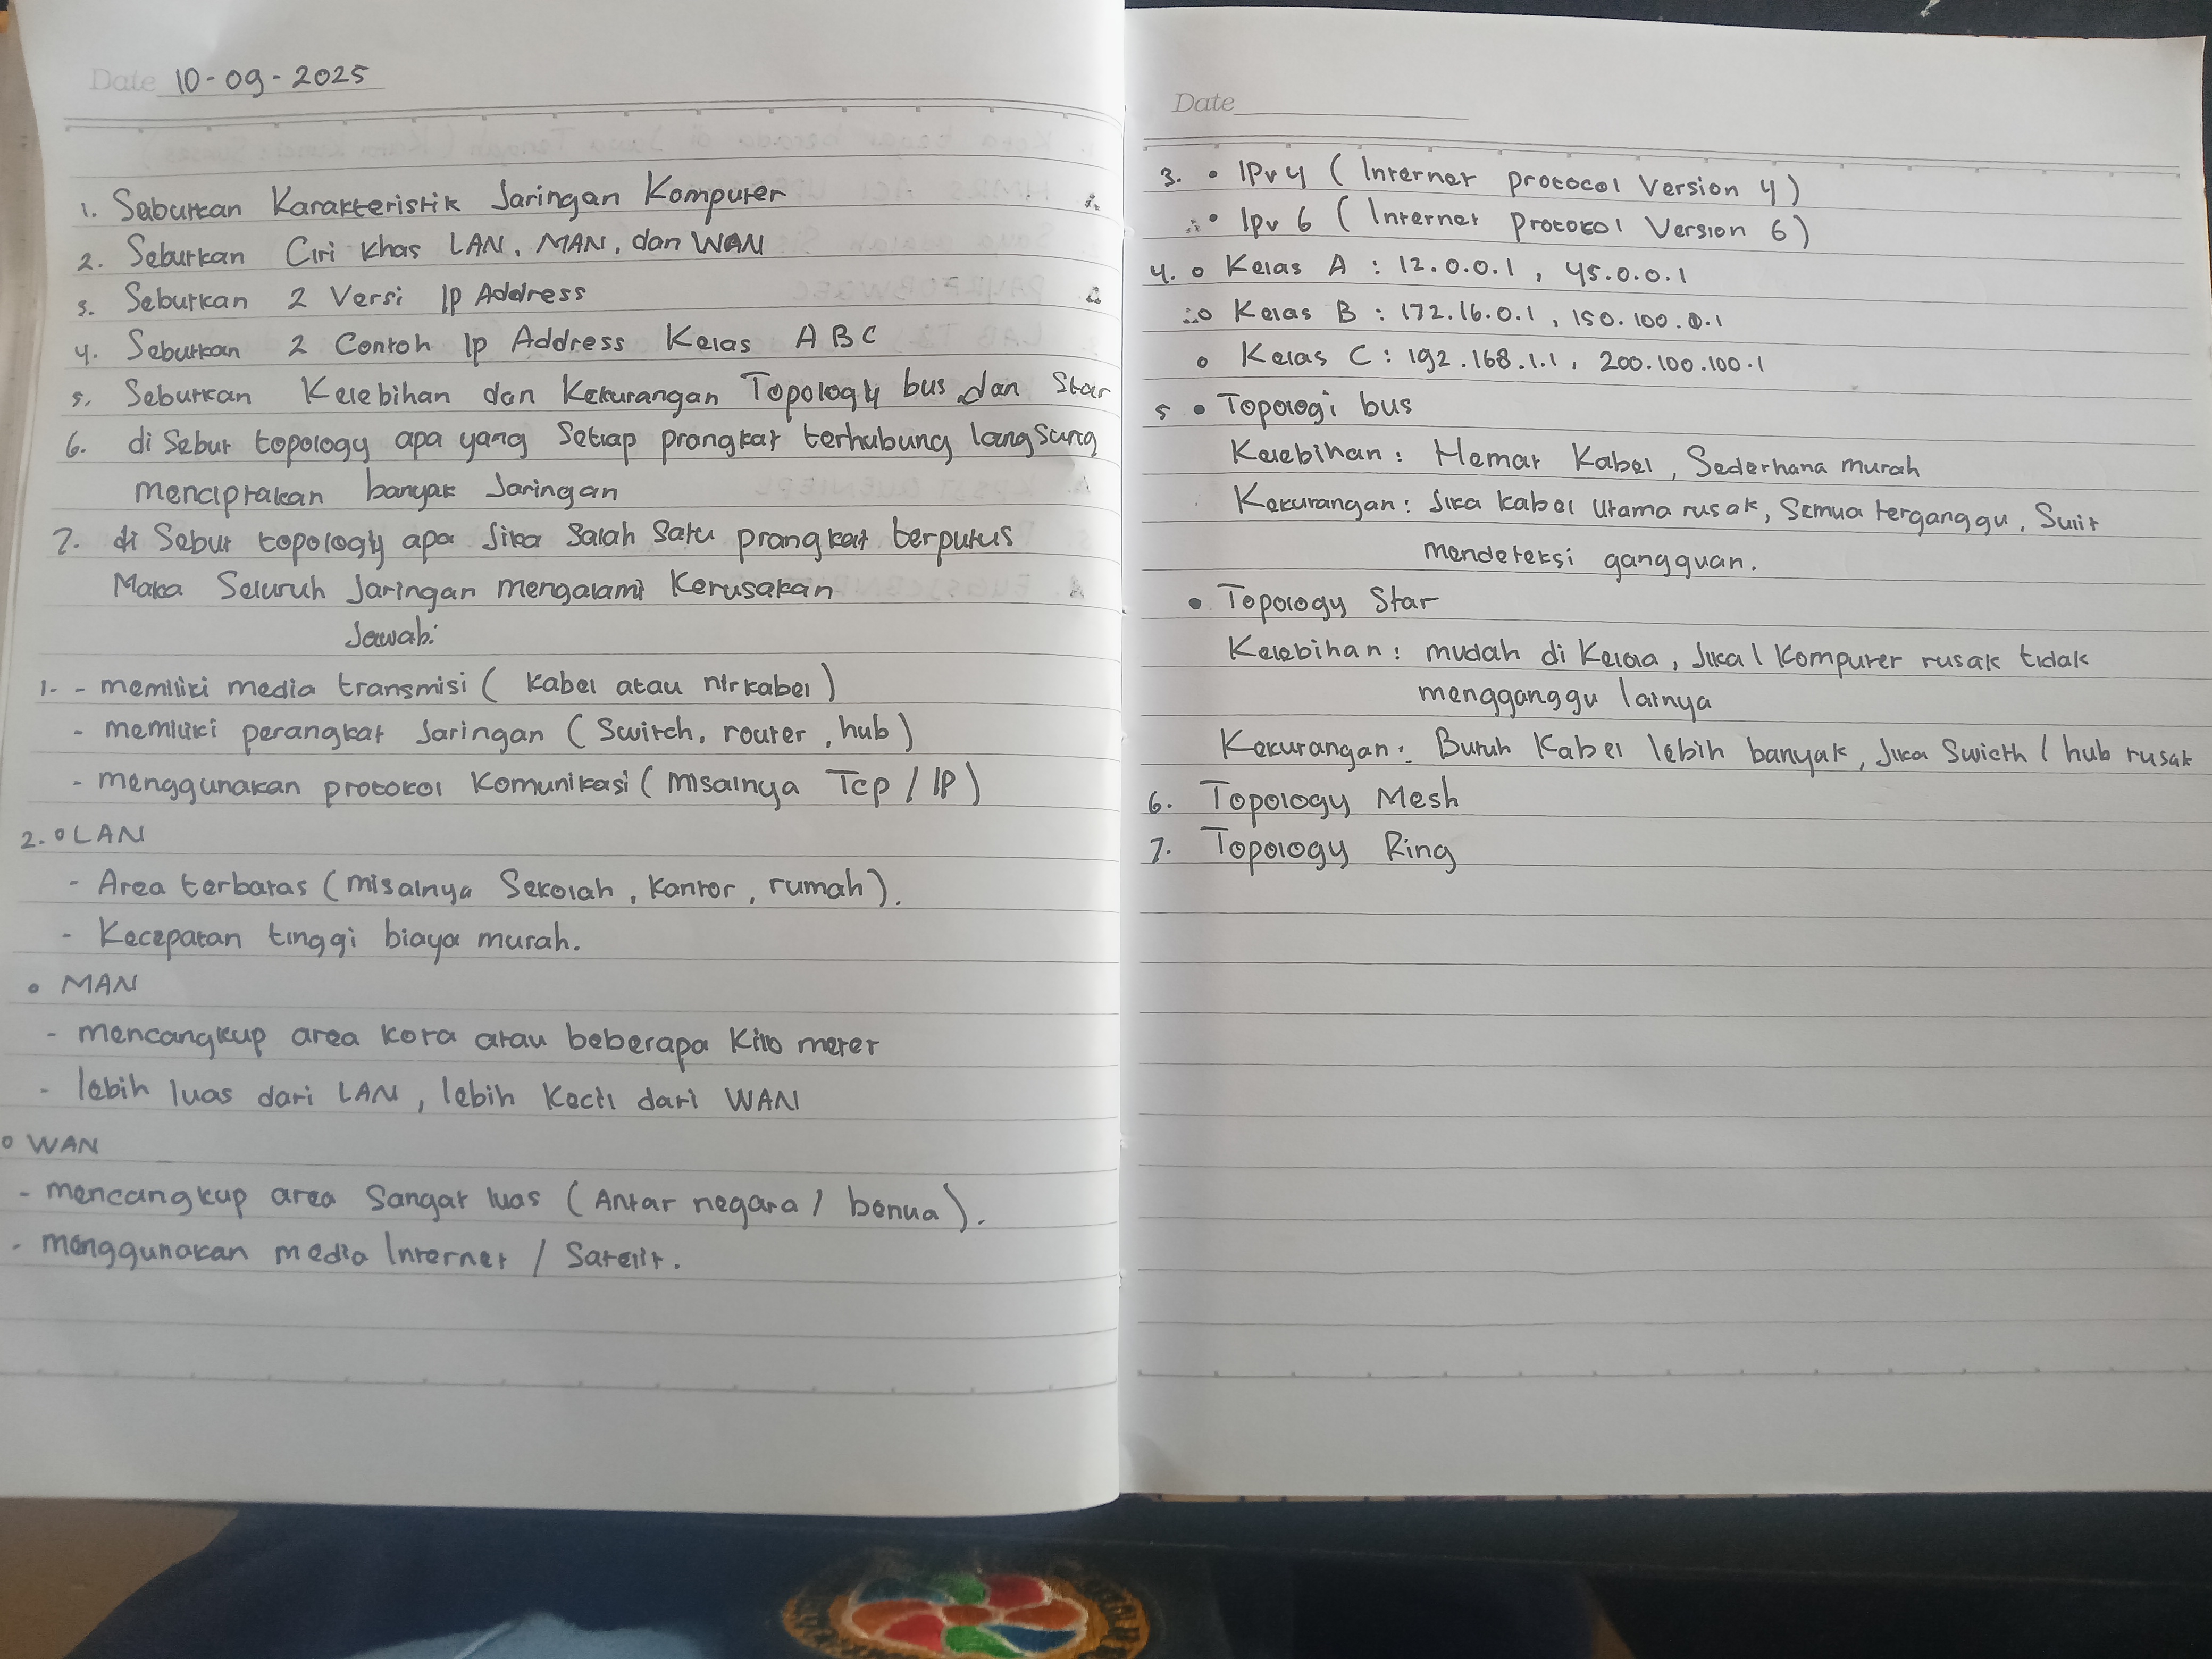 Date 10-09-2025
1. Sebutkan Karakteristik Jaringan Komputer
2. Sebutkan Ciri khas LAN, MAN, dan WAN
3. Sebutkan 2 Versi Ip Address
4. Sebutkan 2 Contoh Ip Address Kelas A B C
5. Sebutkan Kelebihan dan Kekurangan Topology bus dan Star
6. di Sebut topology apa yang Setiap prangkat terhubung langsung
menciptakan banyak Jaringan
7. di Sebut topology apa Jika Salah Satu prangkat terputus
Maka Seluruh Jaringan mengalami Kerusakan
Jawab:
1. - memiliki media transmisi ( kabel atau nirkabel )
- memiliki perangkat Jaringan ( Switch, router, hub )
- menggunakan protokol Komunikasi ( misalnya Tcp / IP )
2. o LAN
- Area terbatas ( misalnya Sekolah, Kantor, rumah ).
- Kecepatan tinggi biaya murah.
o MAN
- mencangkup area kota atau beberapa Kilo meter
- lebih luas dari LAN, lebih Kecil dari WAN
o WAN
- mencangkup area Sangat luas ( Antar negara / benua ).
- menggunakan media Internet / Satelit.
Date
3. • IPv4 ( Internet protocol Version 4 )
• Ipv 6 ( Internet protokol Version 6 )
4. o Kelas A : 12.0.0.1 , 45.0.0.1
o Kelas B : 172.16.0.1 , 150.100.0.1
o Kelas C : 192.168.1.1 , 200.100.100.1
5 • Topologi bus
Kelebihan : Hemat Kabel, Sederhana murah
Kekurangan : Jika kabel Utama rusak, Semua terganggu, Sulit
mendeteksi gangguan.
• Topology Star
Kelebihan : mudah di Kelola, Jika 1 Komputer rusak tidak
mengganggu lainya
Kekurangan : Butuh Kabel lebih banyak, Jika Swicth / hub rusak
6. Topology Mesh
7. Topology Ring